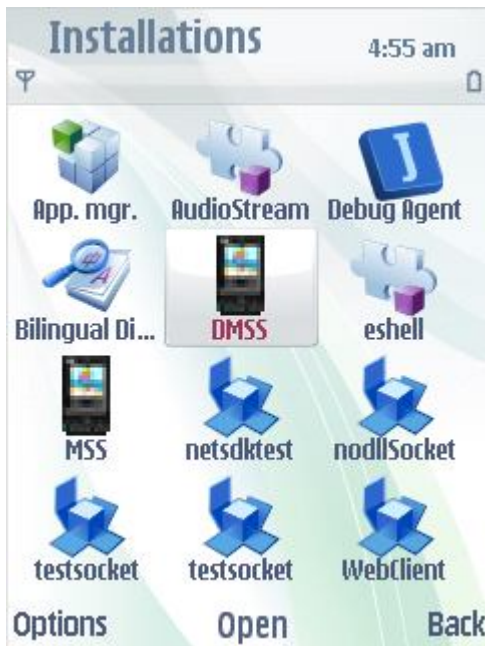 Installations
4:55 am
App. mgr. AudioStream Debug Agent
Bilingual Di... DMSS eshell
MSS netsdktest nodllSocket
testsocket testsocket WebClient
Options Open Back